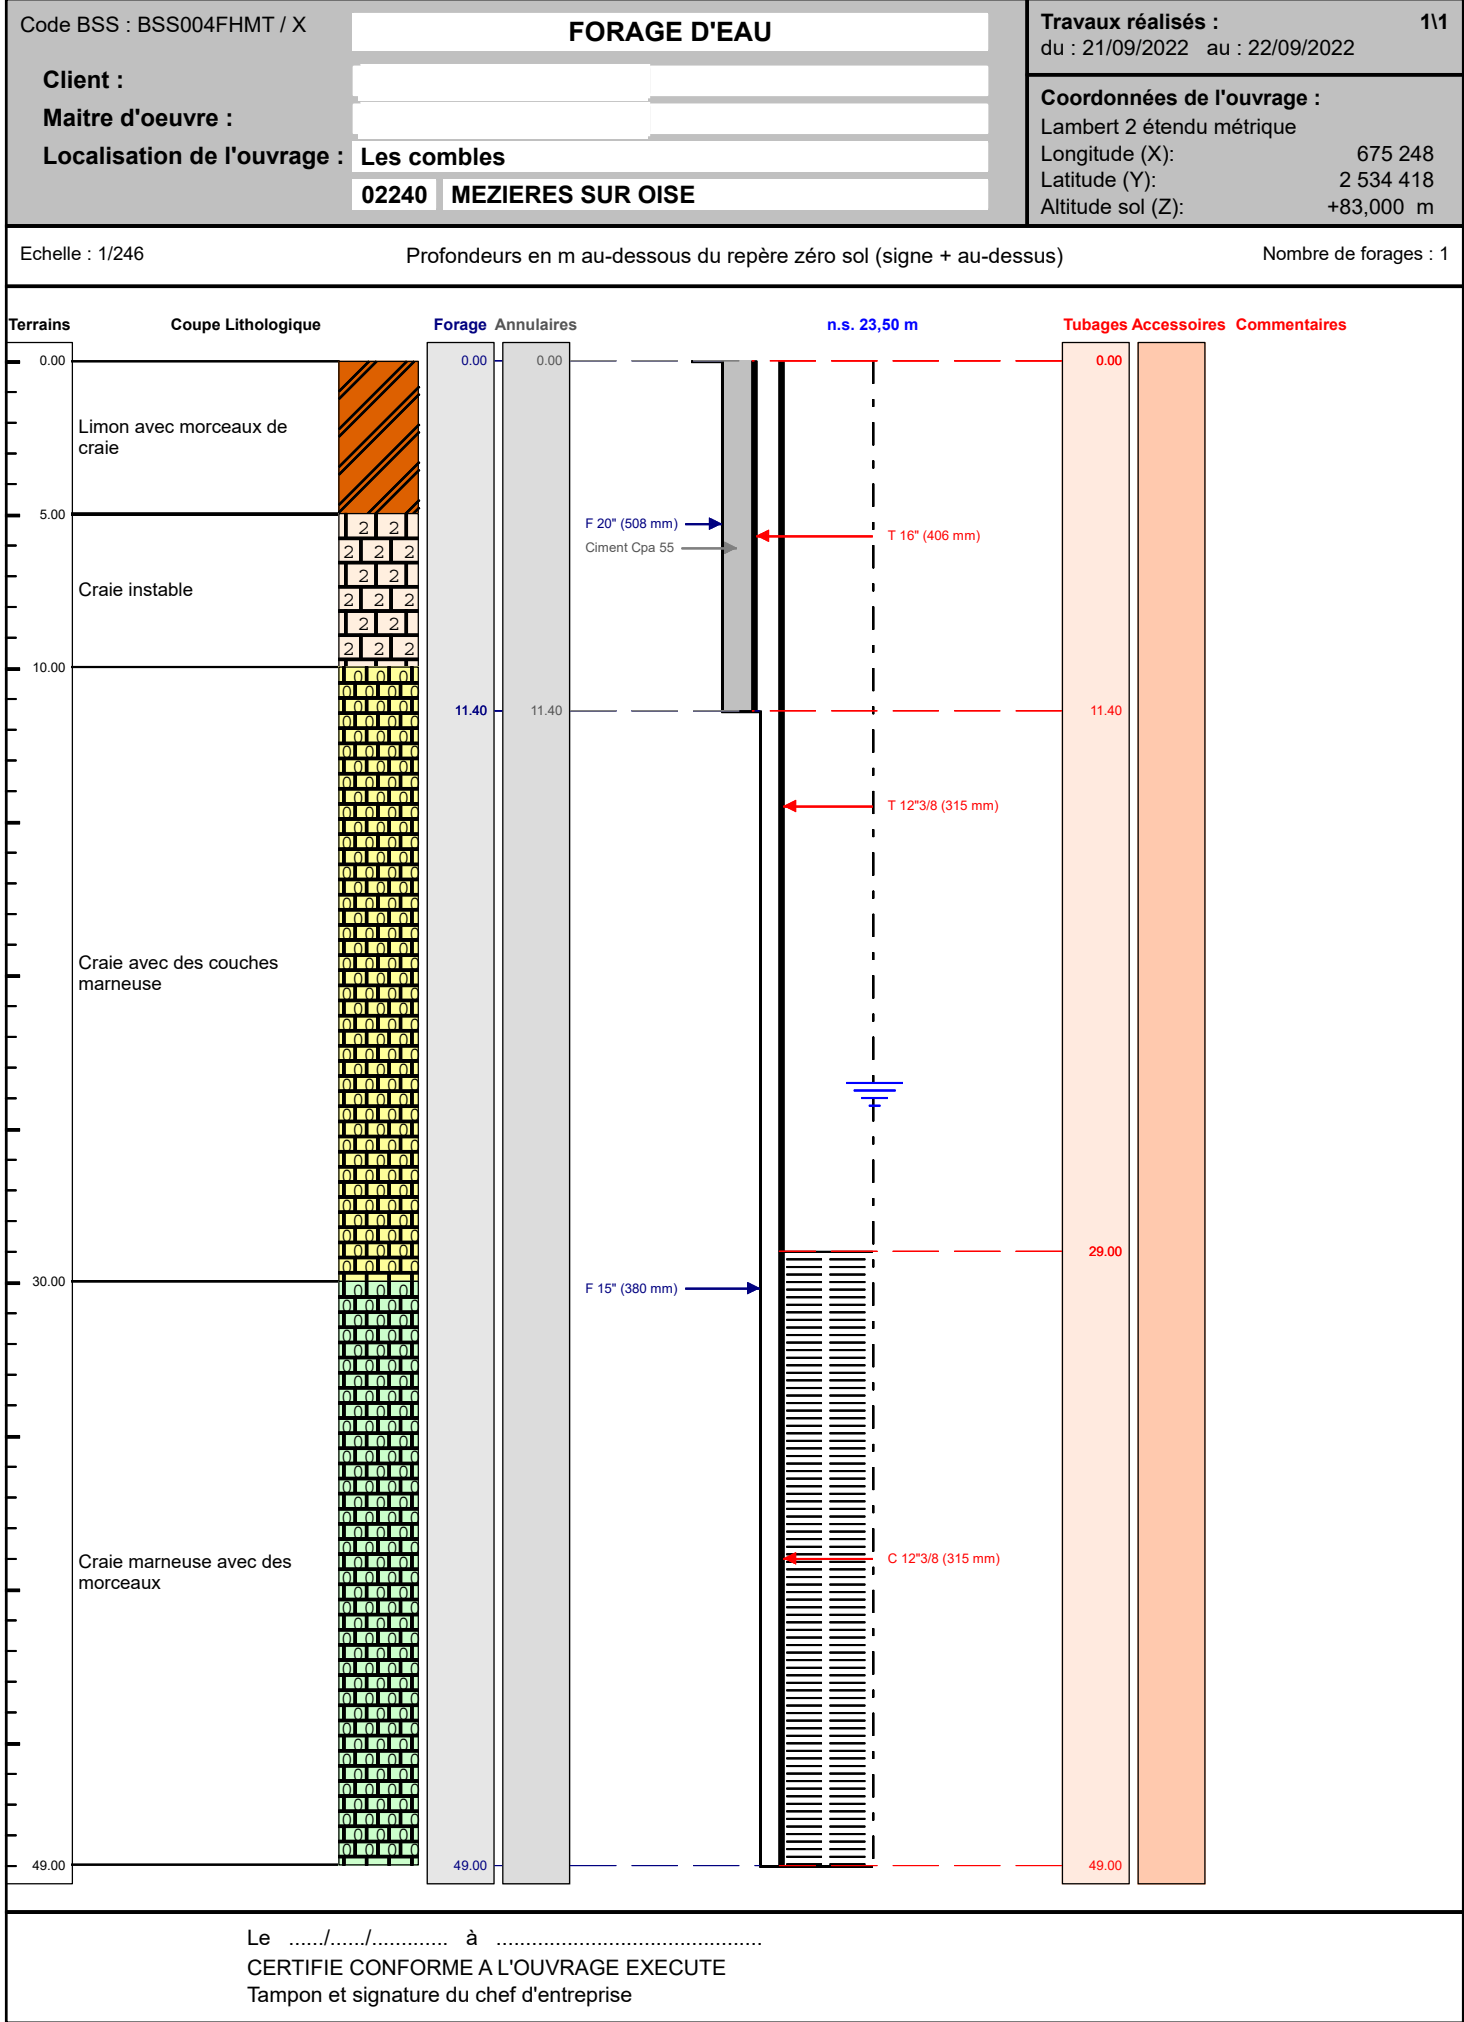 Code BSS : BSS004FHMT / X
FORAGE D'EAU
Client :
Maitre d'oeuvre :
Localisation de l'ouvrage : Les combles
02240 MEZIERES SUR OISE
Travaux réalisés : 1\1
du : 21/09/2022 au : 22/09/2022
Coordonnées de l'ouvrage :
Lambert 2 étendu métrique
Longitude (X): 675 248
Latitude (Y): 2 534 418
Altitude sol (Z): +83,000 m
Echelle : 1/246 Profondeurs en m au-dessous du repère zéro sol (signe + au-dessus) Nombre de forages : 1
Terrains Coupe Lithologique Forage Annulaires n.s. 23,50 m Tubages Accessoires Commentaires
0.00 0.00 0.00 0.00
Limon avec morceaux de
craie
5.00
F 20" (508 mm)
T 16" (406 mm)
Ciment Cpa 55
Craie instable
10.00
11.40 11.40 11.40
T 12"3/8 (315 mm)
Craie avec des couches
marneuse
29.00
30.00
F 15" (380 mm)
C 12"3/8 (315 mm)
Craie marneuse avec des
morceaux
49.00 49.00 49.00
Le ....../....../............. à .............................................
CERTIFIE CONFORME A L'OUVRAGE EXECUTE
Tampon et signature du chef d'entreprise